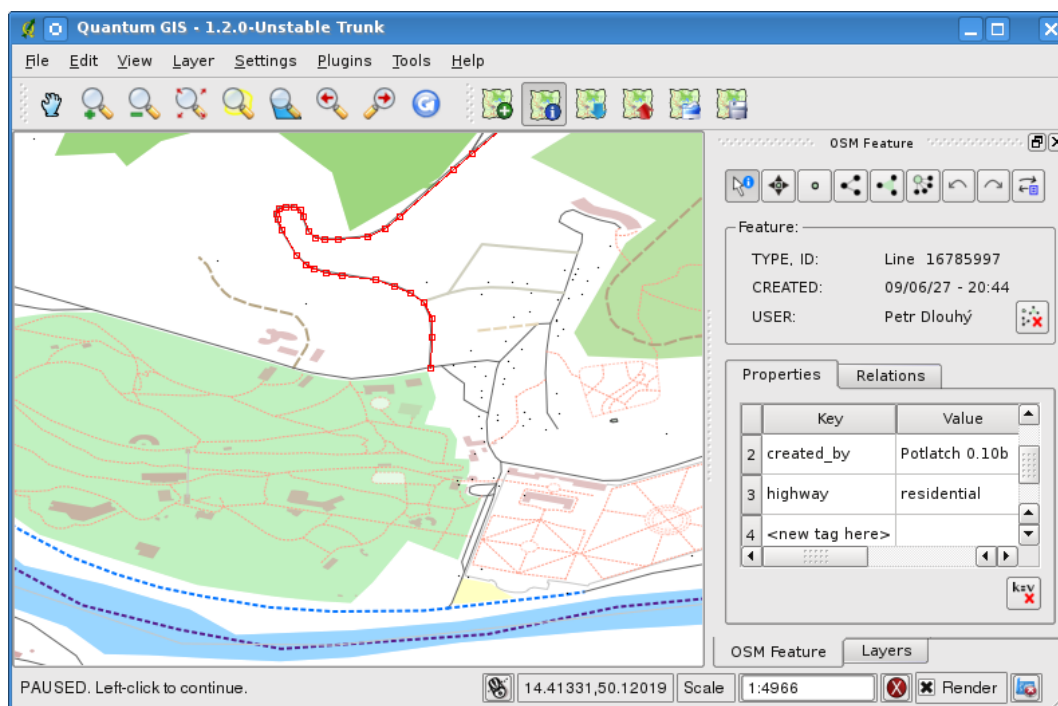 Quantum GIS - 1.2.0-Unstable Trunk
File Edit View Layer Settings Plugins Tools Help
OSM Feature
Feature:
TYPE, ID: Line 16785997
CREATED: 09/06/27 - 20:44
USER: Petr Dlouhý
Properties Relations
Key Value
2 created_by Potlatch 0.10b
3 highway residential
4 <new tag here>
k=v
OSM Feature Layers
PAUSED. Left-click to continue. 14.41331,50.12019 Scale 1:4966 Render